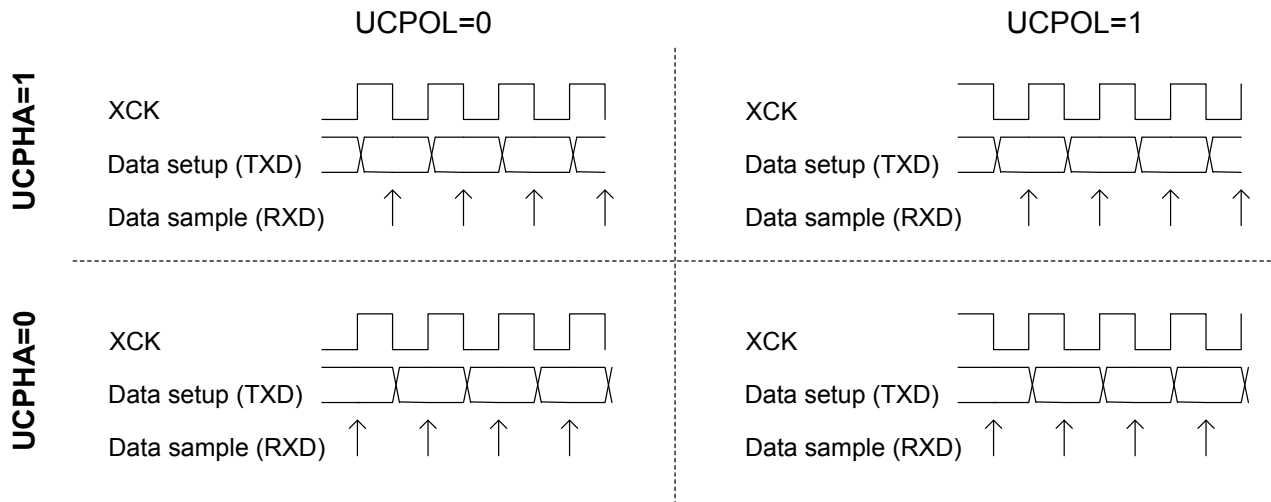 UCPOL=0
UCPOL=1
UCPHA=1
XCK
Data setup (TXD)
Data sample (RXD)
XCK
Data setup (TXD)
Data sample (RXD)
UCPHA=0
XCK
Data setup (TXD)
Data sample (RXD)
XCK
Data setup (TXD)
Data sample (RXD)